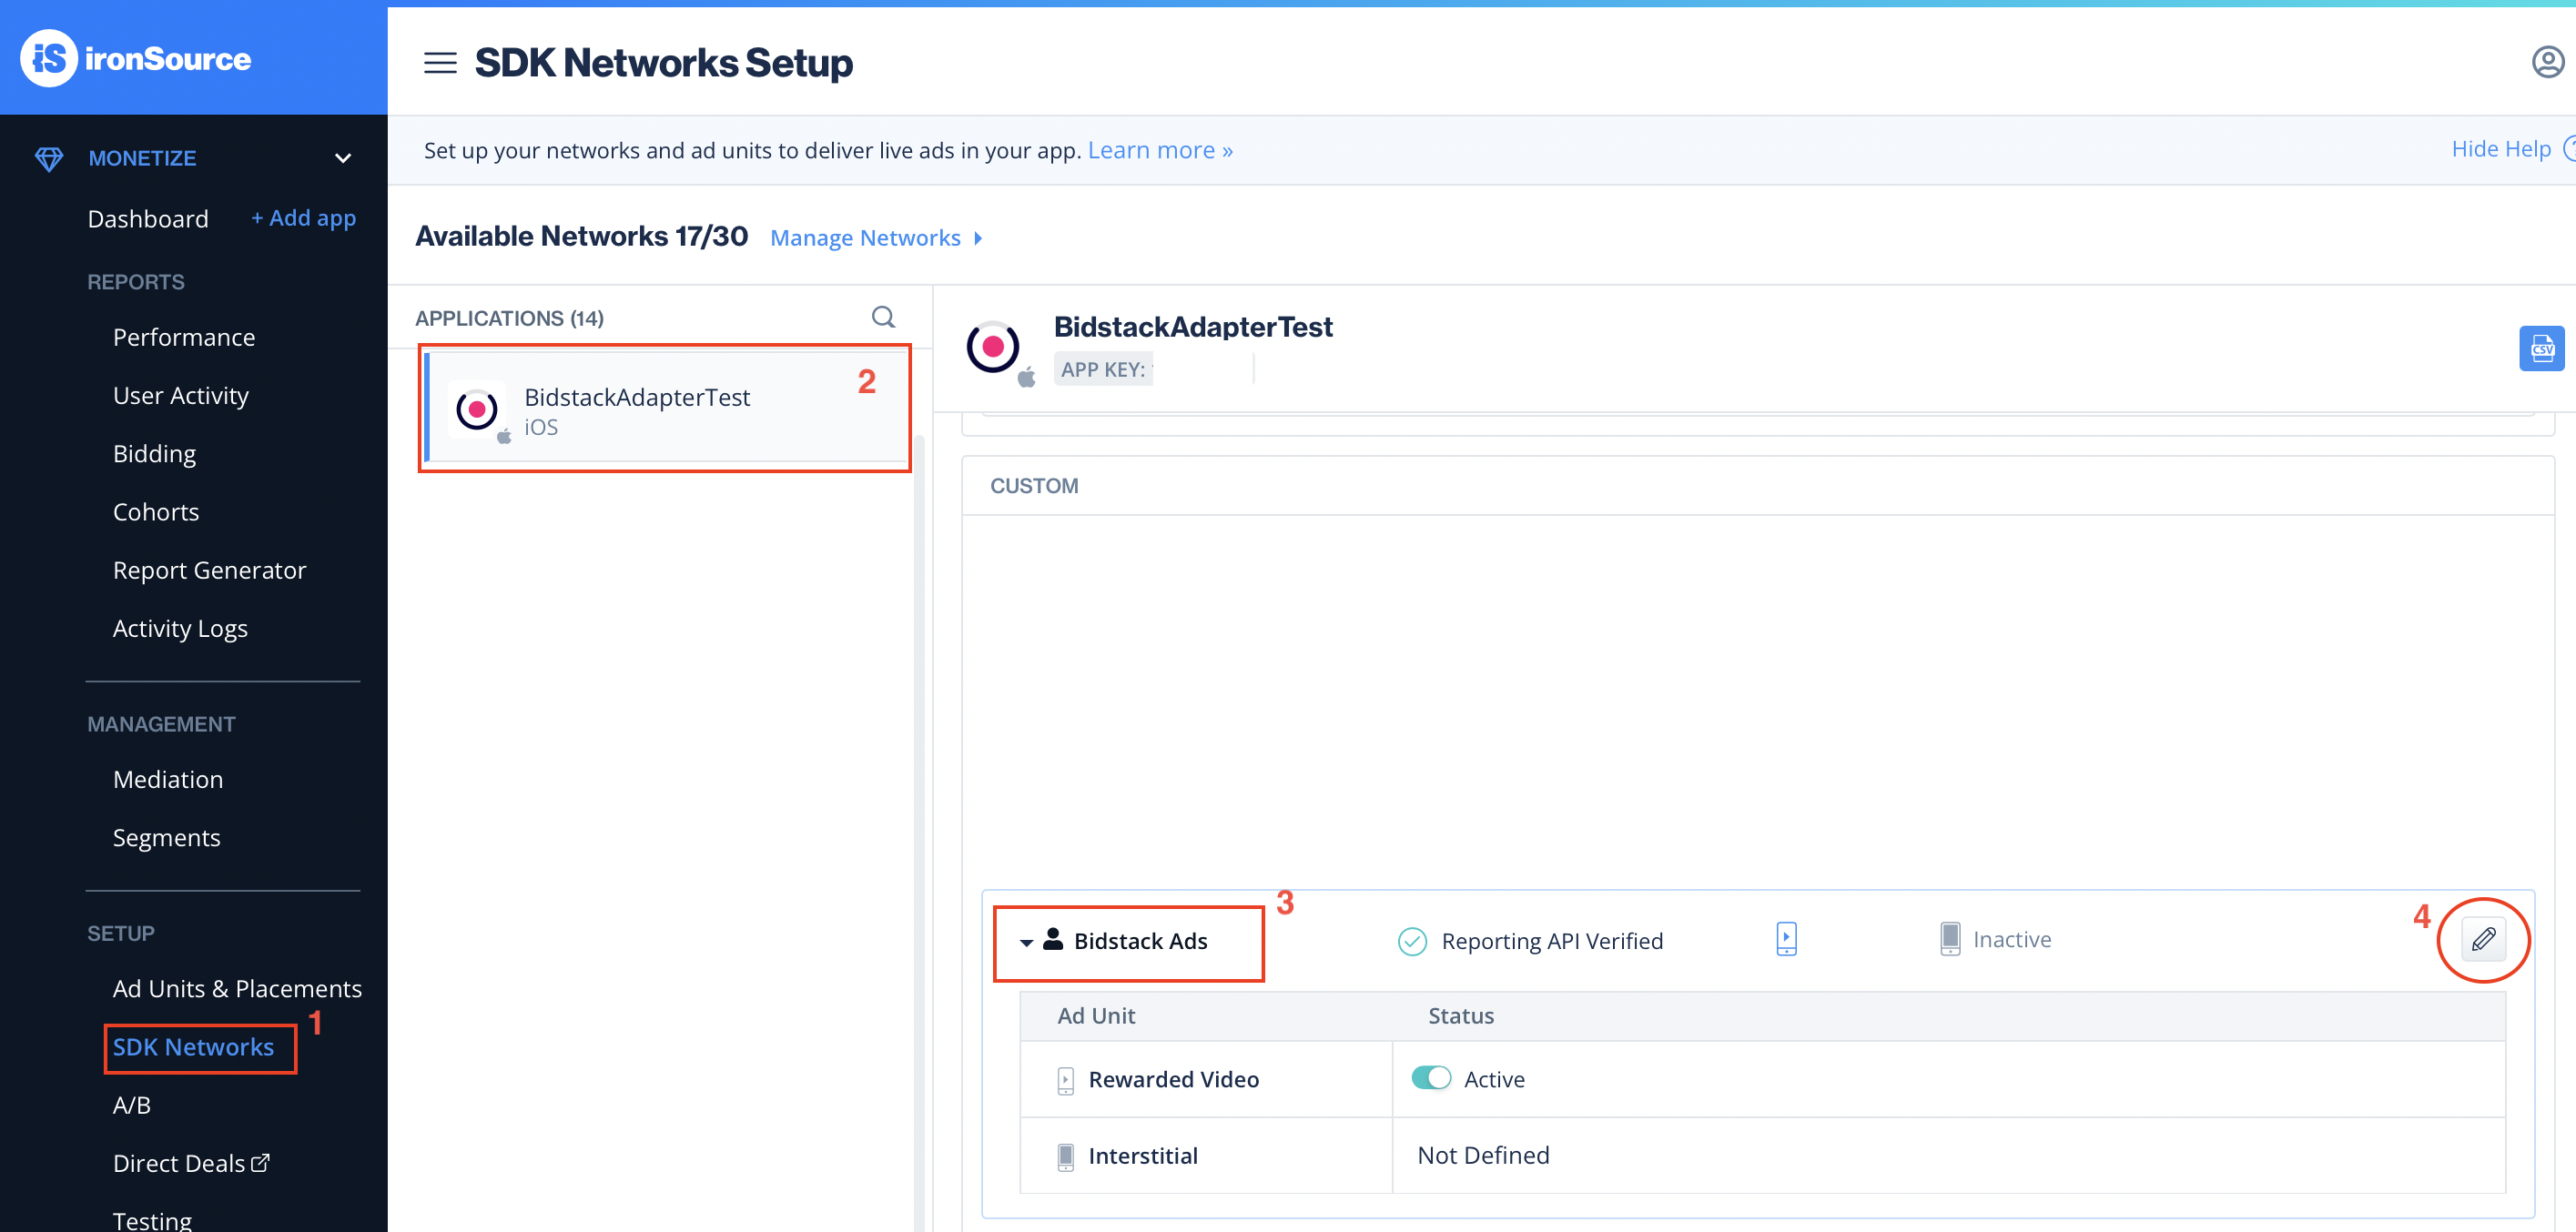 iS ironSource
SDK Networks Setup
MONETIZE
Dashboard + Add app
REPORTS
Performance
User Activity
Bidding
Cohorts
Report Generator
Activity Logs
MANAGEMENT
Mediation
Segments
SETUP
Ad Units & Placements
SDK Networks 1
A/B
Direct Deals
Testing
Set up your networks and ad units to deliver live ads in your app. Learn more »
Hide Help ?
Available Networks 17/30 Manage Networks
APPLICATIONS (14)
BidstackAdapterTest 2
iOS
BidstackAdapterTest
APP KEY:
CSV
CUSTOM
3
Bidstack Ads Reporting API Verified Inactive 4
Ad Unit Status
Rewarded Video Active
Interstitial Not Defined